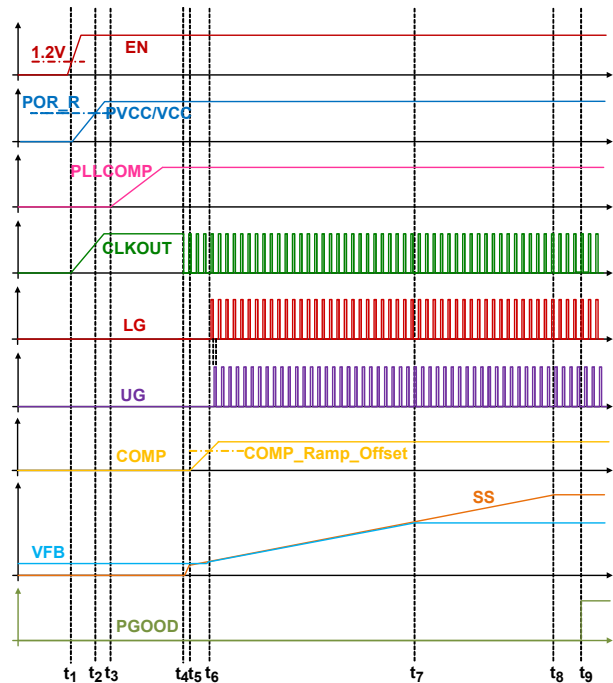 EN
1.2V
POR_R
PVCC/VCC
PLLCOMP
CLKOUT
LG
UG
COMP
COMP_Ramp_Offset
SS
VFB
PGOOD
t1 t2 t3 t4 t5 t6 t7 t8 t9